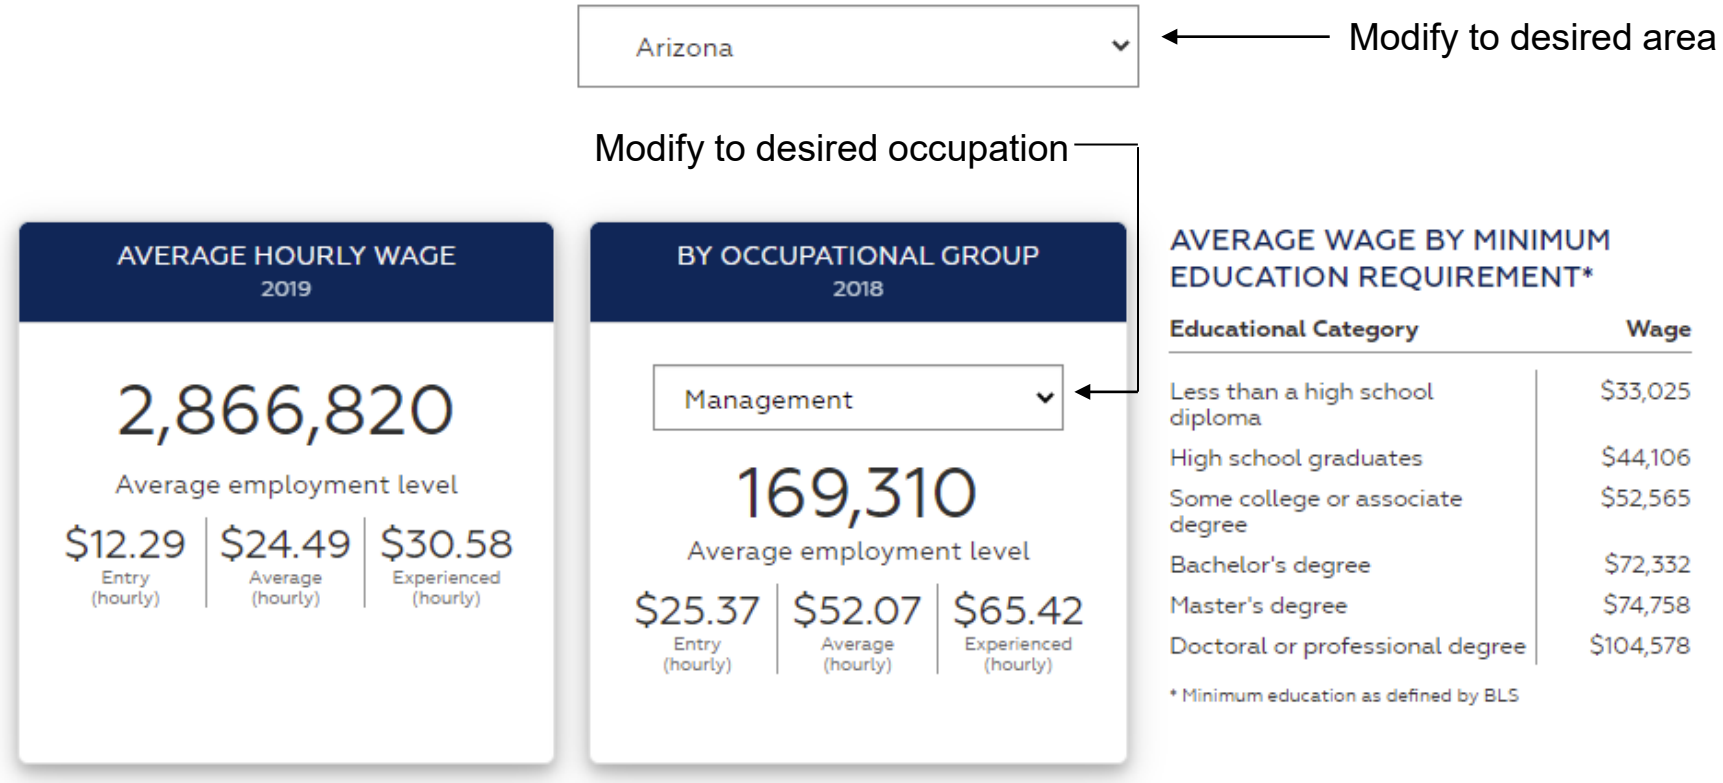 Arizona
Modify to desired area
Modify to desired occupation
AVERAGE HOURLY WAGE
2019
2,866,820
Average employment level
$12.29 $24.49 $30.58
Entry Average Experienced
(hourly) (hourly) (hourly)
BY OCCUPATIONAL GROUP
2018
Management
169,310
Average employment level
$25.37 $52.07 $65.42
Entry Average Experienced
(hourly) (hourly) (hourly)
AVERAGE WAGE BY MINIMUM
EDUCATION REQUIREMENT*
Educational Category Wage
Less than a high school $33,025
diploma
High school graduates $44,106
Some college or associate $52,565
degree
Bachelor's degree $72,332
Master's degree $74,758
Doctoral or professional degree $104,578
* Minimum education as defined by BLS